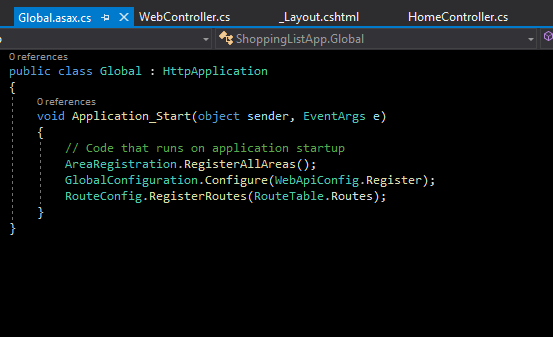 Global.asax.cs WebController.cs _Layout.cshtml HomeController.cs
ShoppingListApp.Global
0 references
public class Global : HttpApplication
{
0 references
void Application_Start(object sender, EventArgs e)
{
// Code that runs on application startup
AreaRegistration.RegisterAllAreas();
GlobalConfiguration.Configure(WebApiConfig.Register);
RouteConfig.RegisterRoutes(RouteTable.Routes);
}
}